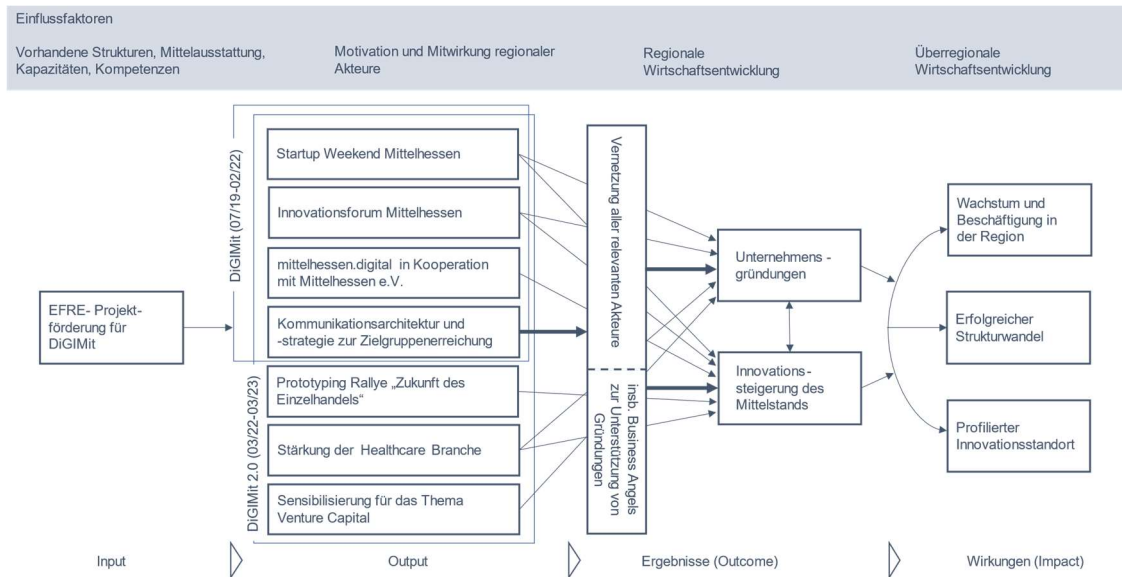 Einflussfaktoren
Vorhandene Strukturen, Mittelausstattung,
Kapazitäten, Kompetenzen
Motivation und Mitwirkung regionaler
Akteure
Regionale
Wirtschaftsentwicklung
Überregionale
Wirtschaftsentwicklung
EFRE- Projekt-
förderung für
DiGIMit
DiGIMit (07/19-02/22)
DiGIMit 2.0 (03/22-03/23)
Startup Weekend Mittelhessen
Innovationsforum Mittelhessen
mittelhessen.digital in Kooperation
mit Mittelhessen e.V.
Kommunikationsarchitektur und
-strategie zur Zielgruppenerreichung
Prototyping Rallye „Zukunft des
Einzelhandels“
Stärkung der Healthcare Branche
Sensibilisierung für das Thema
Venture Capital
Vernetzung aller relevanten Akteure
insb. Business Angels
zur Unterstützung von
Gründungen
Unternehmens -
gründungen
Innovations-
steigerung des
Mittelstands
Wachstum und
Beschäftigung in
der Region
Erfolgreicher
Strukturwandel
Profilierter
Innovationsstandort
Input
Output
Ergebnisse (Outcome)
Wirkungen (Impact)